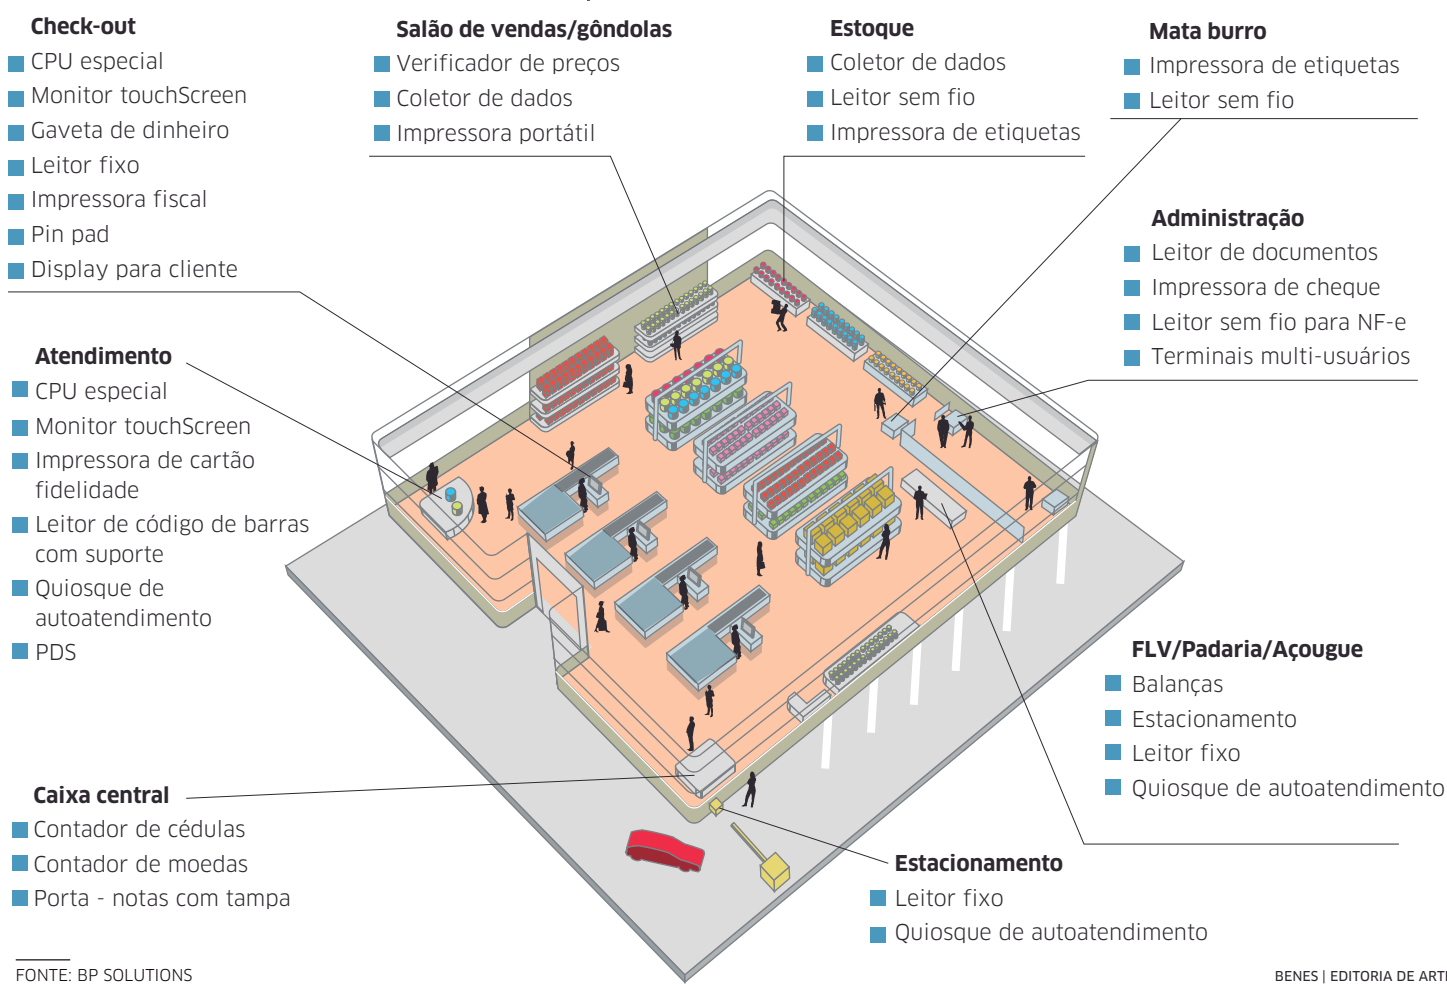 Check-out
CPU especial
Monitor touchScreen
Gaveta de dinheiro
Leitor fixo
Impressora fiscal
Pin pad
Display para cliente
Salão de vendas/gôndolas
Verificador de preços
Coletor de dados
Impressora portátil
Estoque
Coletor de dados
Leitor sem fio
Impressora de etiquetas
Mata burro
Impressora de etiquetas
Leitor sem fio
Administração
Leitor de documentos
Impressora de cheque
Leitor sem fio para NF-e
Terminais multi-usuários
Atendimento
CPU especial
Monitor touchScreen
Impressora de cartão
fidelidade
Leitor de código de barras
com suporte
Quiosque de
autoatendimento
PDS
FLV/Padaria/Açougue
Balanças
Estacionamento
Leitor fixo
Quiosque de autoatendimento
Caixa central
Contador de cédulas
Contador de moedas
Porta - notas com tampa
Estacionamento
Leitor fixo
Quiosque de autoatendimento
FONTE: BP SOLUTIONS
BENES | EDITORIA DE ARTE